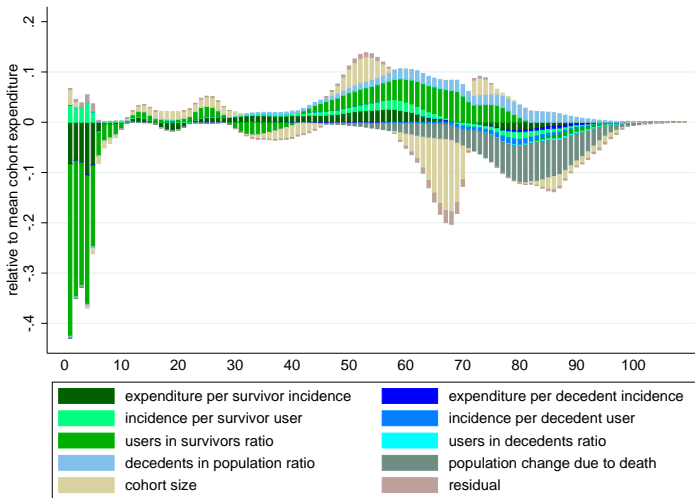 .2
.1
0
-.1
-.2
-.3
-.4
relative to mean cohort expenditure
0 10 20 30 40 50 60 70 80 90 100
expenditure per survivor incidence expenditure per decedent incidence
incidence per survivor user incidence per decedent user
users in survivors ratio users in decedents ratio
decedents in population ratio population change due to death
cohort size residual